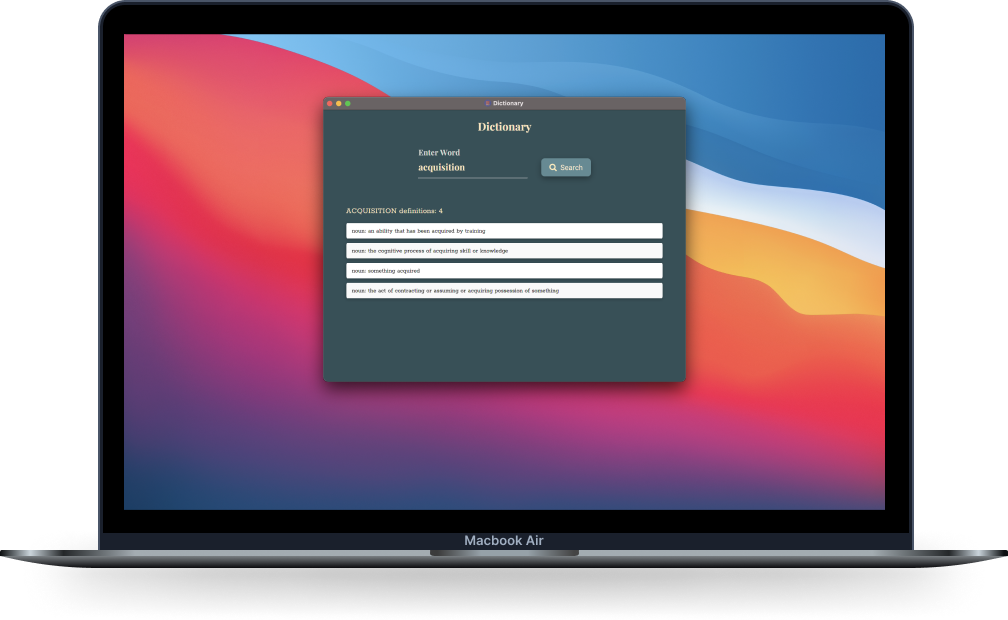 Dictionary
Dictionary
Enter Word
acquisition
Search
ACQUISITION definitions: 4
noun: an ability that has been acquired by training
noun: the cognitive process of acquiring skill or knowledge
noun: something acquired
noun: the act of contracting or assuming or acquiring possession of something
Macbook Air